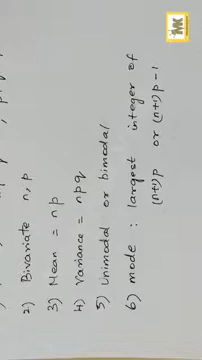 2) Bivariate n, p
3) Mean = np
4) Variance = npq
5) Unimodal or bimodal
6) mode : largest integer of
(n+1)p or (n+1)p-1